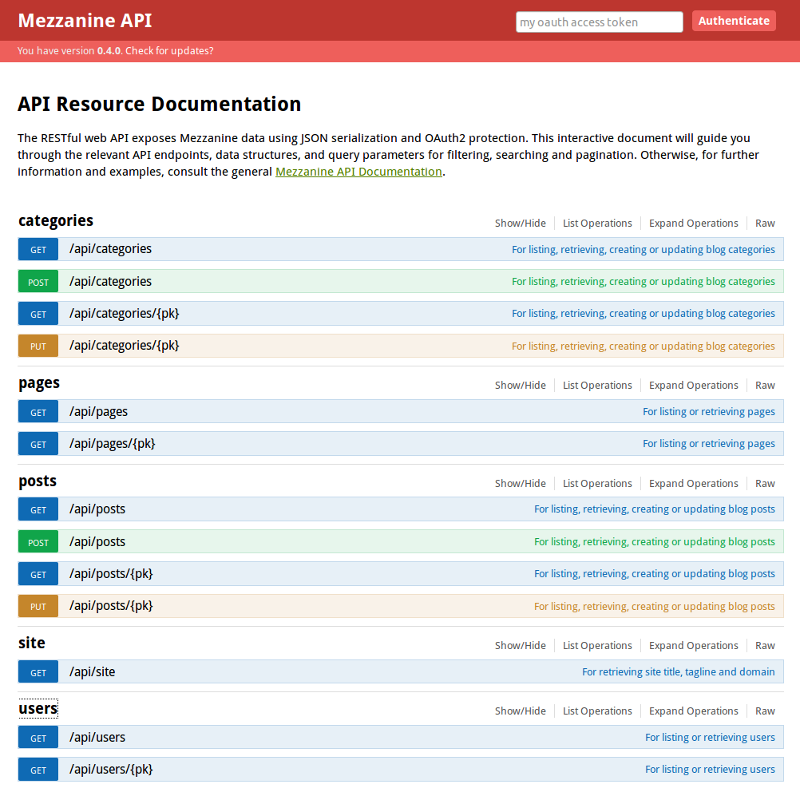 Mezzanine API
my oauth access token
Authenticate
You have version 0.4.0. Check for updates?
API Resource Documentation
The RESTful web API exposes Mezzanine data using JSON serialization and OAuth2 protection. This interactive document will guide you
through the relevant API endpoints, data structures, and query parameters for filtering, searching and pagination. Otherwise, for further
information and examples, consult the general Mezzanine API Documentation.
categories Show/Hide List Operations Expand Operations Raw
GET /api/categories For listing, retrieving, creating or updating blog categories
POST /api/categories For listing, retrieving, creating or updating blog categories
GET /api/categories/{pk} For listing, retrieving, creating or updating blog categories
PUT /api/categories/{pk} For listing, retrieving, creating or updating blog categories
pages Show/Hide List Operations Expand Operations Raw
GET /api/pages For listing or retrieving pages
GET /api/pages/{pk} For listing or retrieving pages
posts Show/Hide List Operations Expand Operations Raw
GET /api/posts For listing, retrieving, creating or updating blog posts
POST /api/posts For listing, retrieving, creating or updating blog posts
GET /api/posts/{pk} For listing, retrieving, creating or updating blog posts
PUT /api/posts/{pk} For listing, retrieving, creating or updating blog posts
site Show/Hide List Operations Expand Operations Raw
GET /api/site For retrieving site title, tagline and domain
users Show/Hide List Operations Expand Operations Raw
GET /api/users For listing or retrieving users
GET /api/users/{pk} For listing or retrieving users